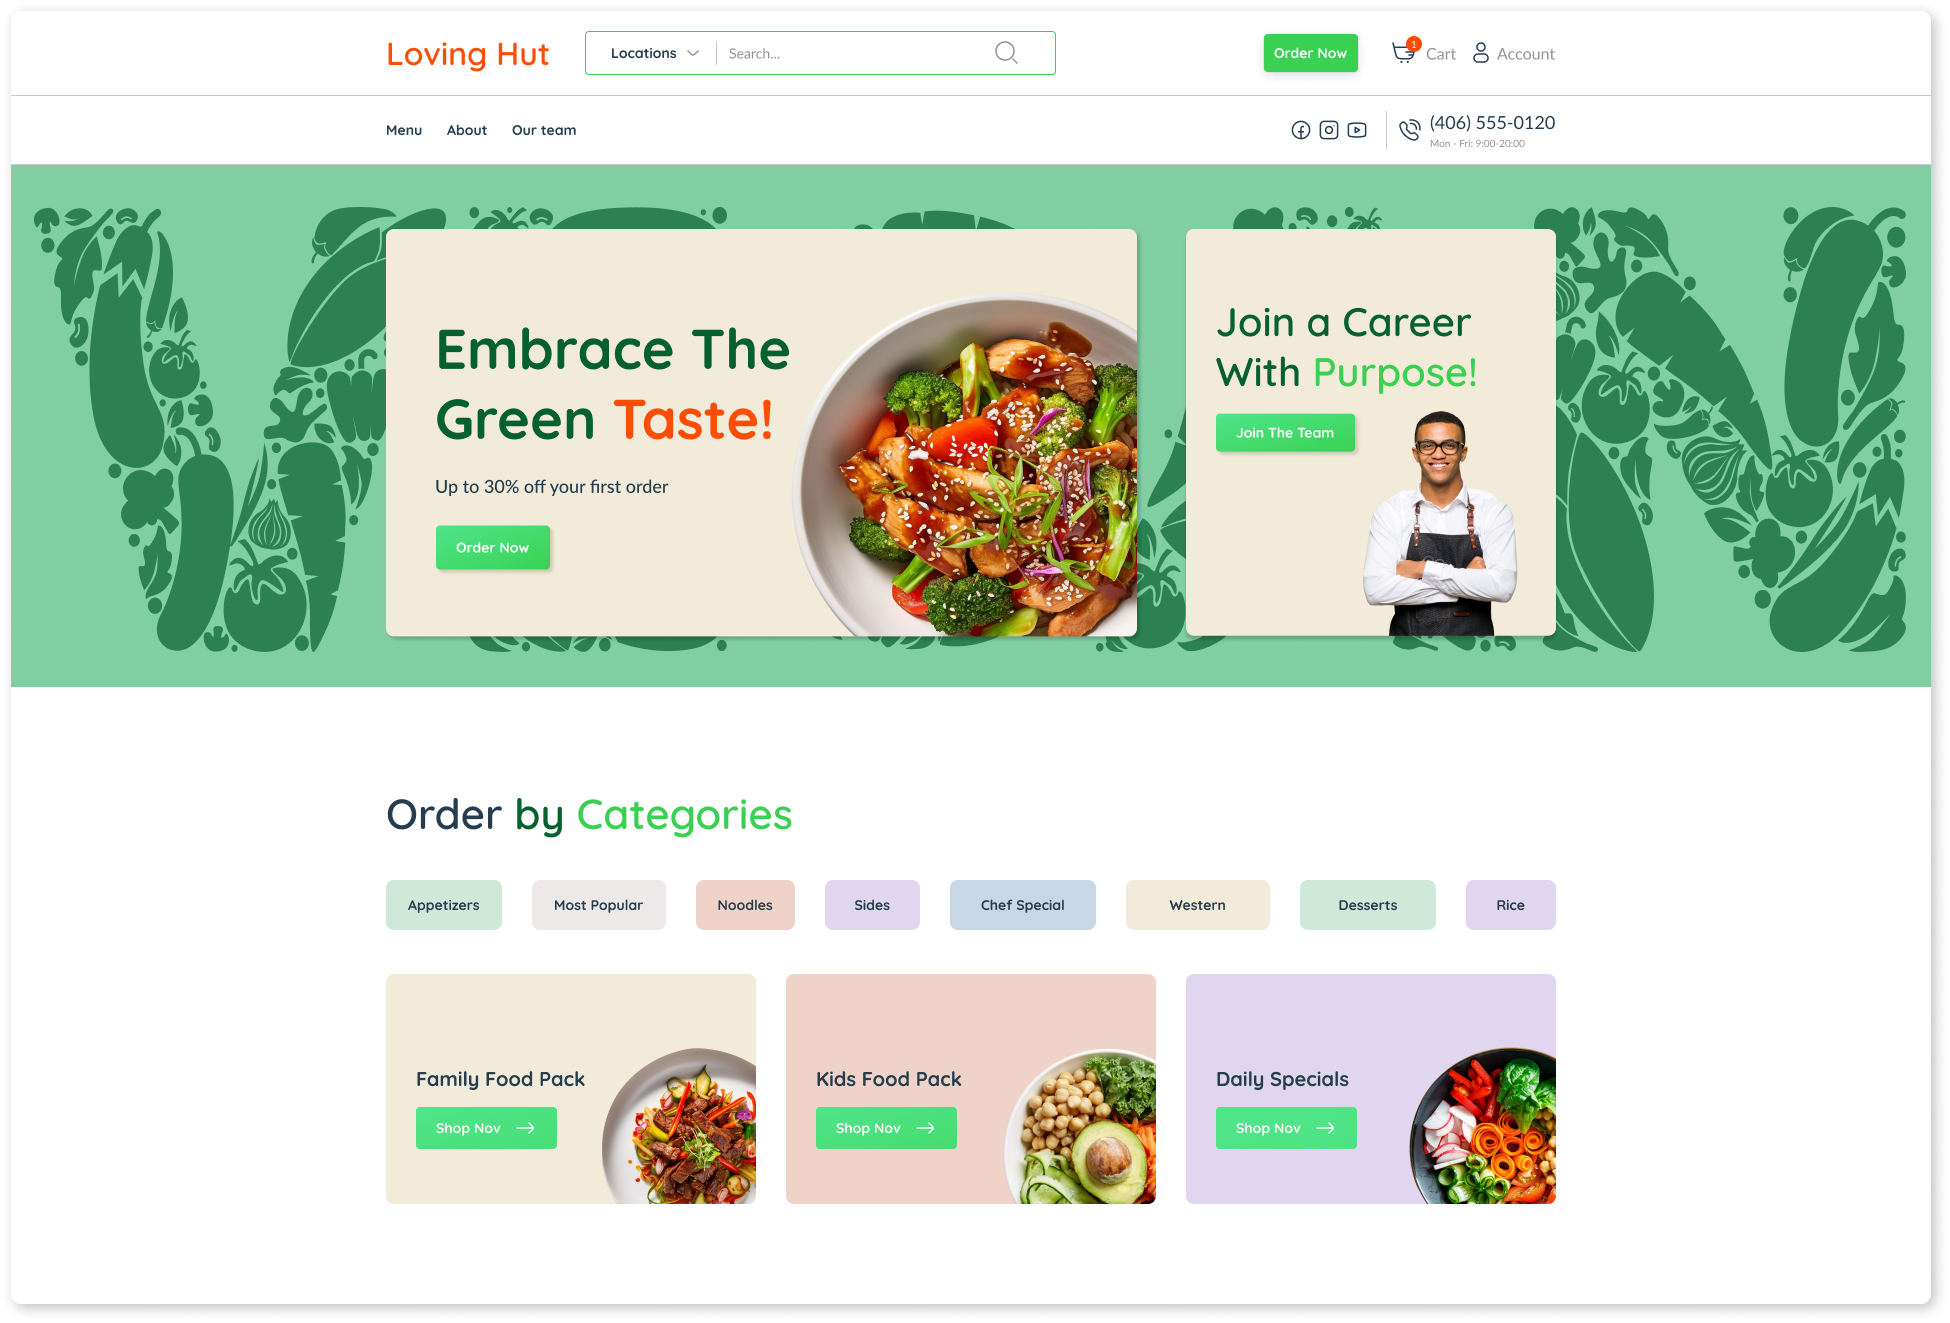 Loving Hut
Locations
Search...
Order Now
1
Cart
Account
Menu
About
Our team
(406) 555-0120
Mon - Fri: 9:00-20:00
Embrace The
Green Taste!
Up to 30% off your first order
Order Now
Join a Career
With Purpose!
Join The Team
Order by Categories
Appetizers
Most Popular
Noodles
Sides
Chef Special
Western
Desserts
Rice
Family Food Pack
Shop Nov
Kids Food Pack
Shop Nov
Daily Specials
Shop Nov